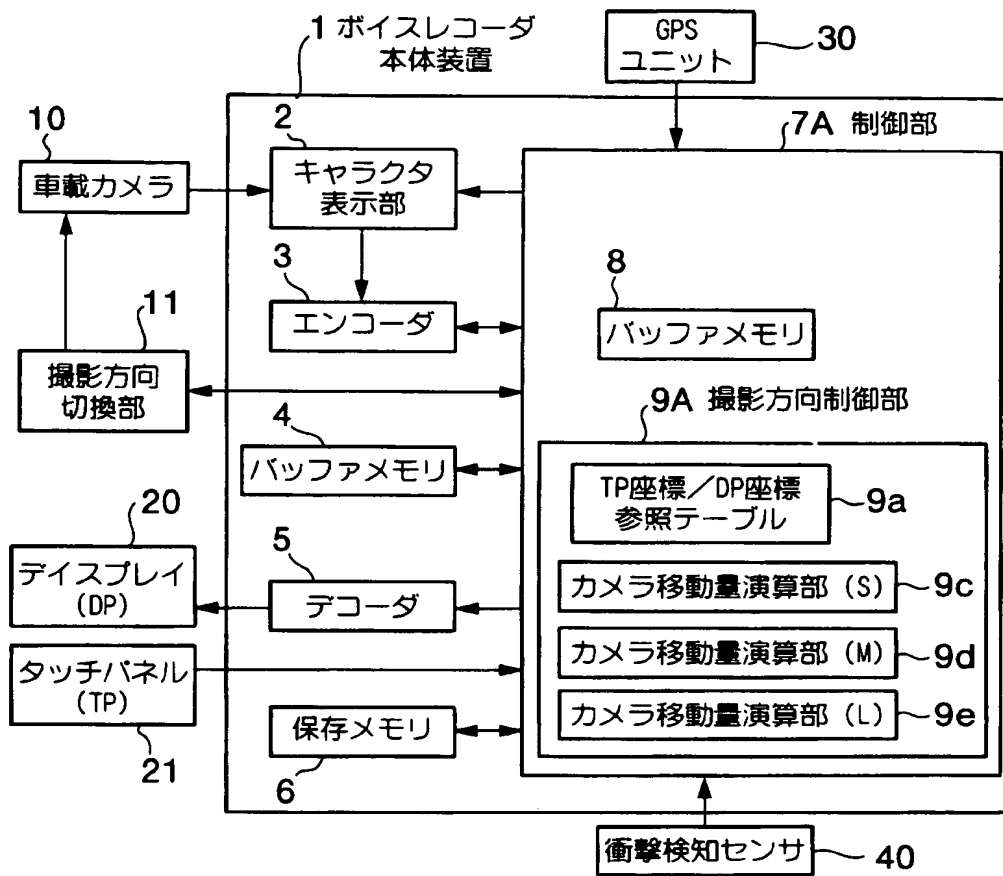 1 ボイスレコーダ
本体装置
GPS
ユニット
30
7A 制御部
10
車載カメラ
2
キャラクタ
表示部
3
エンコーダ
8
バッファメモリ
11
撮影方向
切換部
9A 撮影方向制御部
4
バッファメモリ
TP座標/DP座標
参照テーブル
9a
20
デイスプレイ
(DP)
5
デコーダ
カメラ移動量演算部 (S)
9c
カメラ移動量演算部 (M)
9d
タッチパネル
(TP)
21
保存メモリ
6
カメラ移動量演算部 (L)
9e
衝撃検知センサ
40